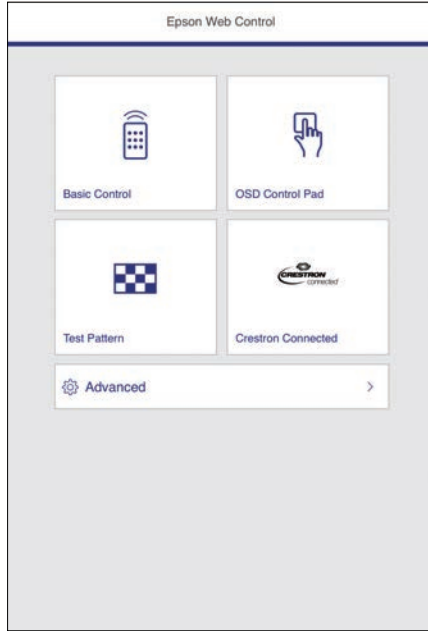 Epson Web Control
Basic Control
OSD Control Pad
Test Pattern
CRESTRON
connected
Crestron Connected
Advanced